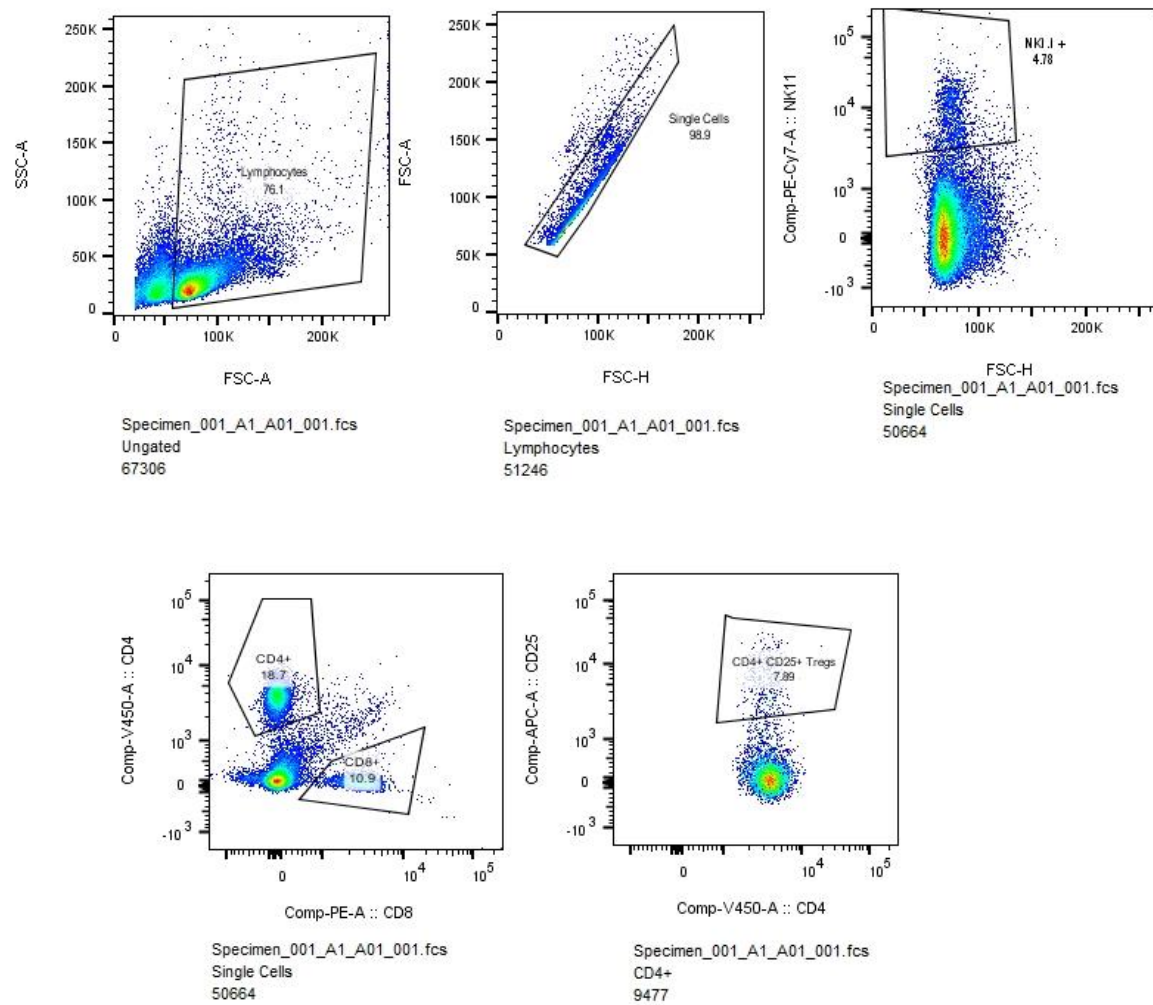 250K
200K
150K
100K
50K
0
SSC-A
Lymphocytes
76.1
0
100K
200K
FSC-A
Specimen_001_A1_A01_001.fcs
Ungated
67306
250K
200K
150K
100K
50K
0
FSC-A
Single Cells
98.9
0
100K
200K
FSC-H
Specimen_001_A1_A01_001.fcs
Lymphocytes
51246
10^5
10^4
10^3
0
-10^3
Comp-PE-Cy7-A :: NK11
NK1.1 +
4.78
0
100K
200K
FSC-H
Specimen_001_A1_A01_001.fcs
Single Cells
50664
10^5
10^4
10^3
0
-10^3
Comp-V450-A :: CD4
CD4+
18.7
CD8+
10.9
0
10^4
10^5
Comp-PE-A :: CD8
Specimen_001_A1_A01_001.fcs
Single Cells
50664
10^5
10^4
10^3
0
-10^3
Comp-APC-A :: CD25
CD4+ CD25+ Tregs
7.89
0
10^4
10^5
Comp-V450-A :: CD4
Specimen_001_A1_A01_001.fcs
CD4+
9477